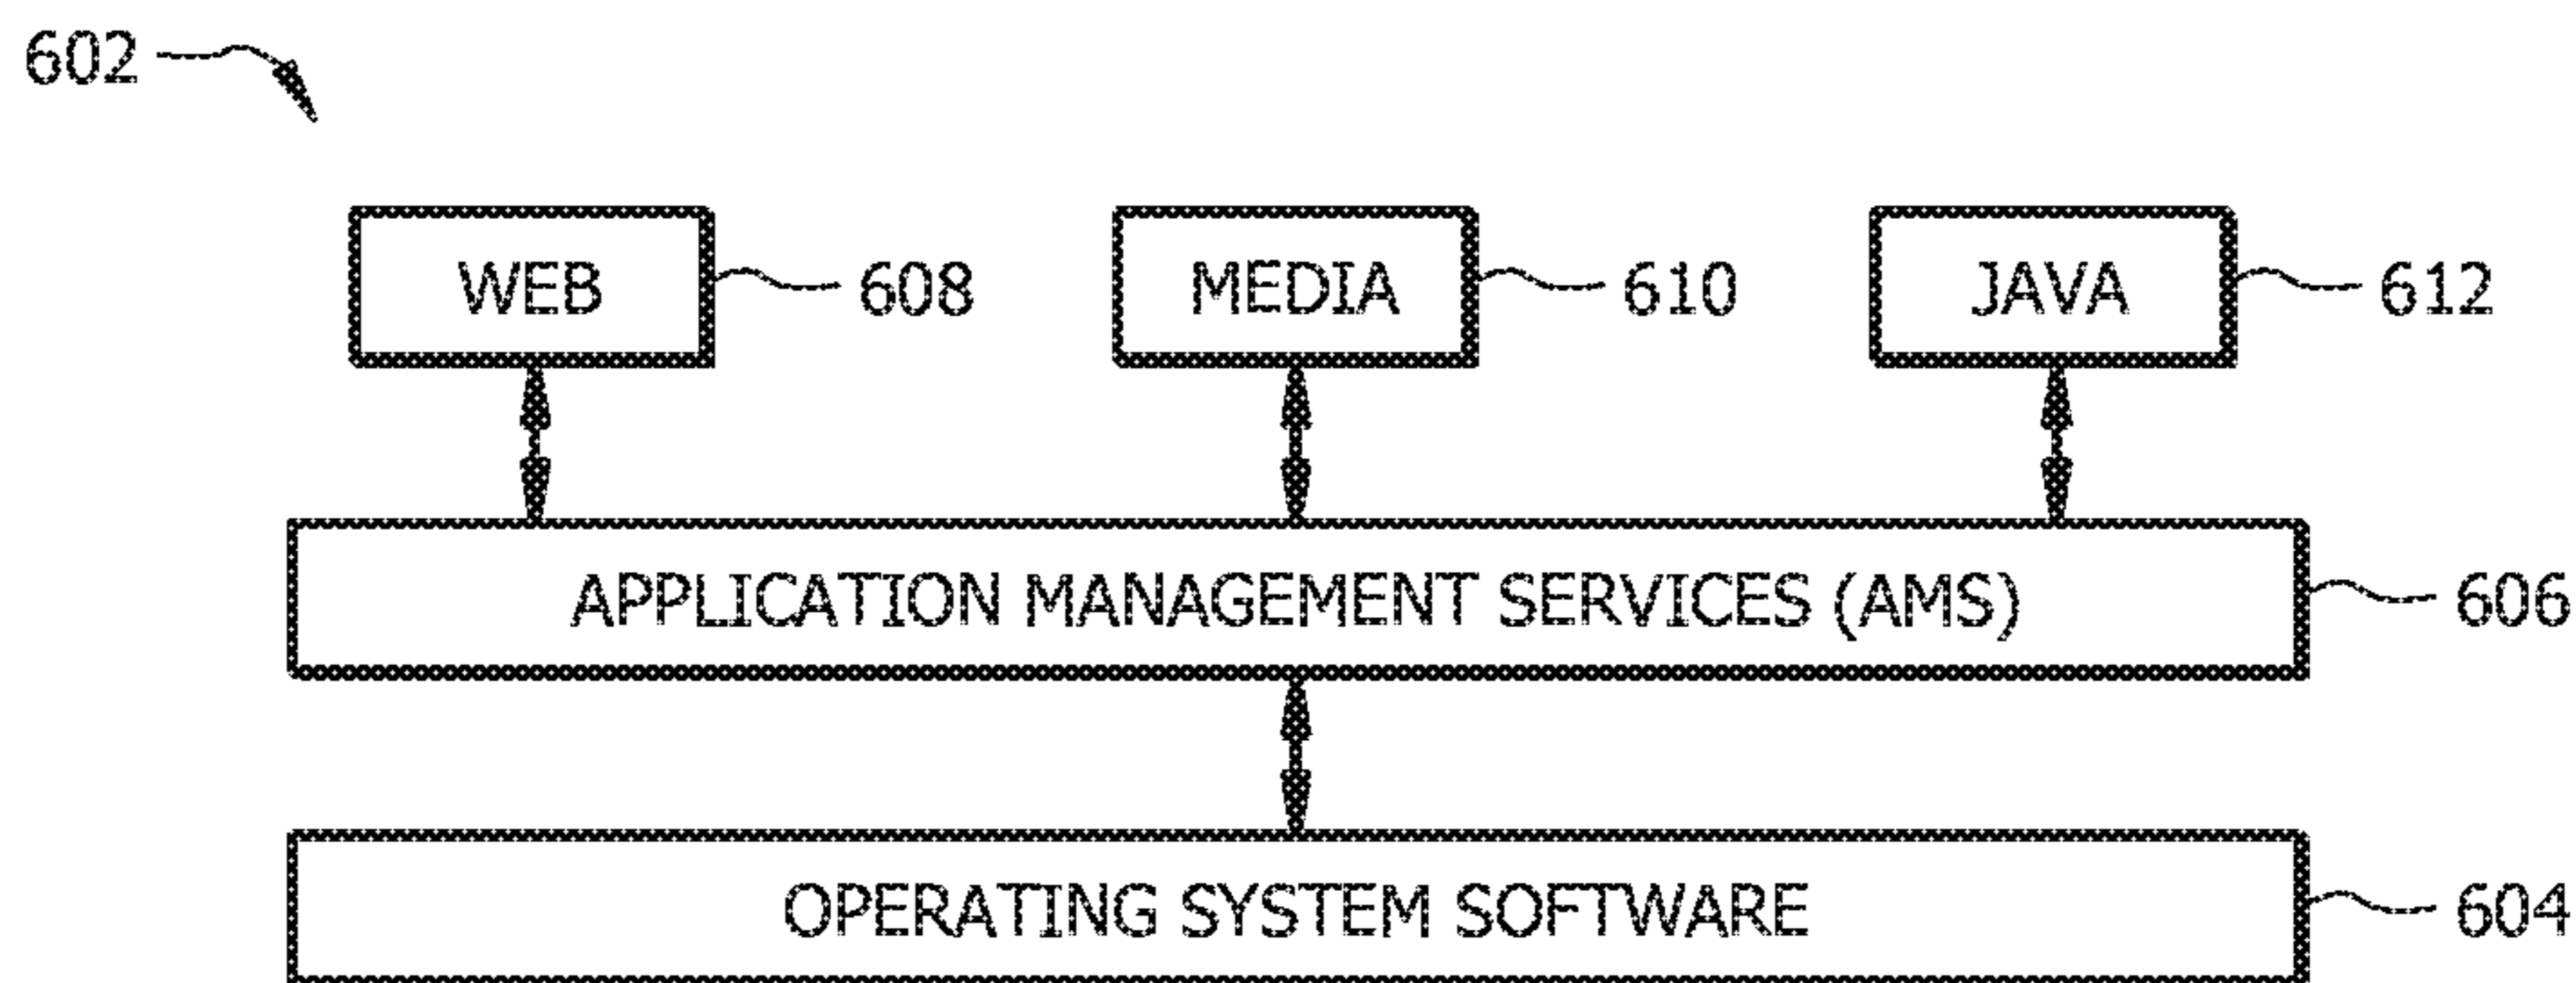 602
WEB 608 MEDIA 610 JAVA 612
APPLICATION MANAGEMENT SERVICES (AMS) 606
OPERATING SYSTEM SOFTWARE 604